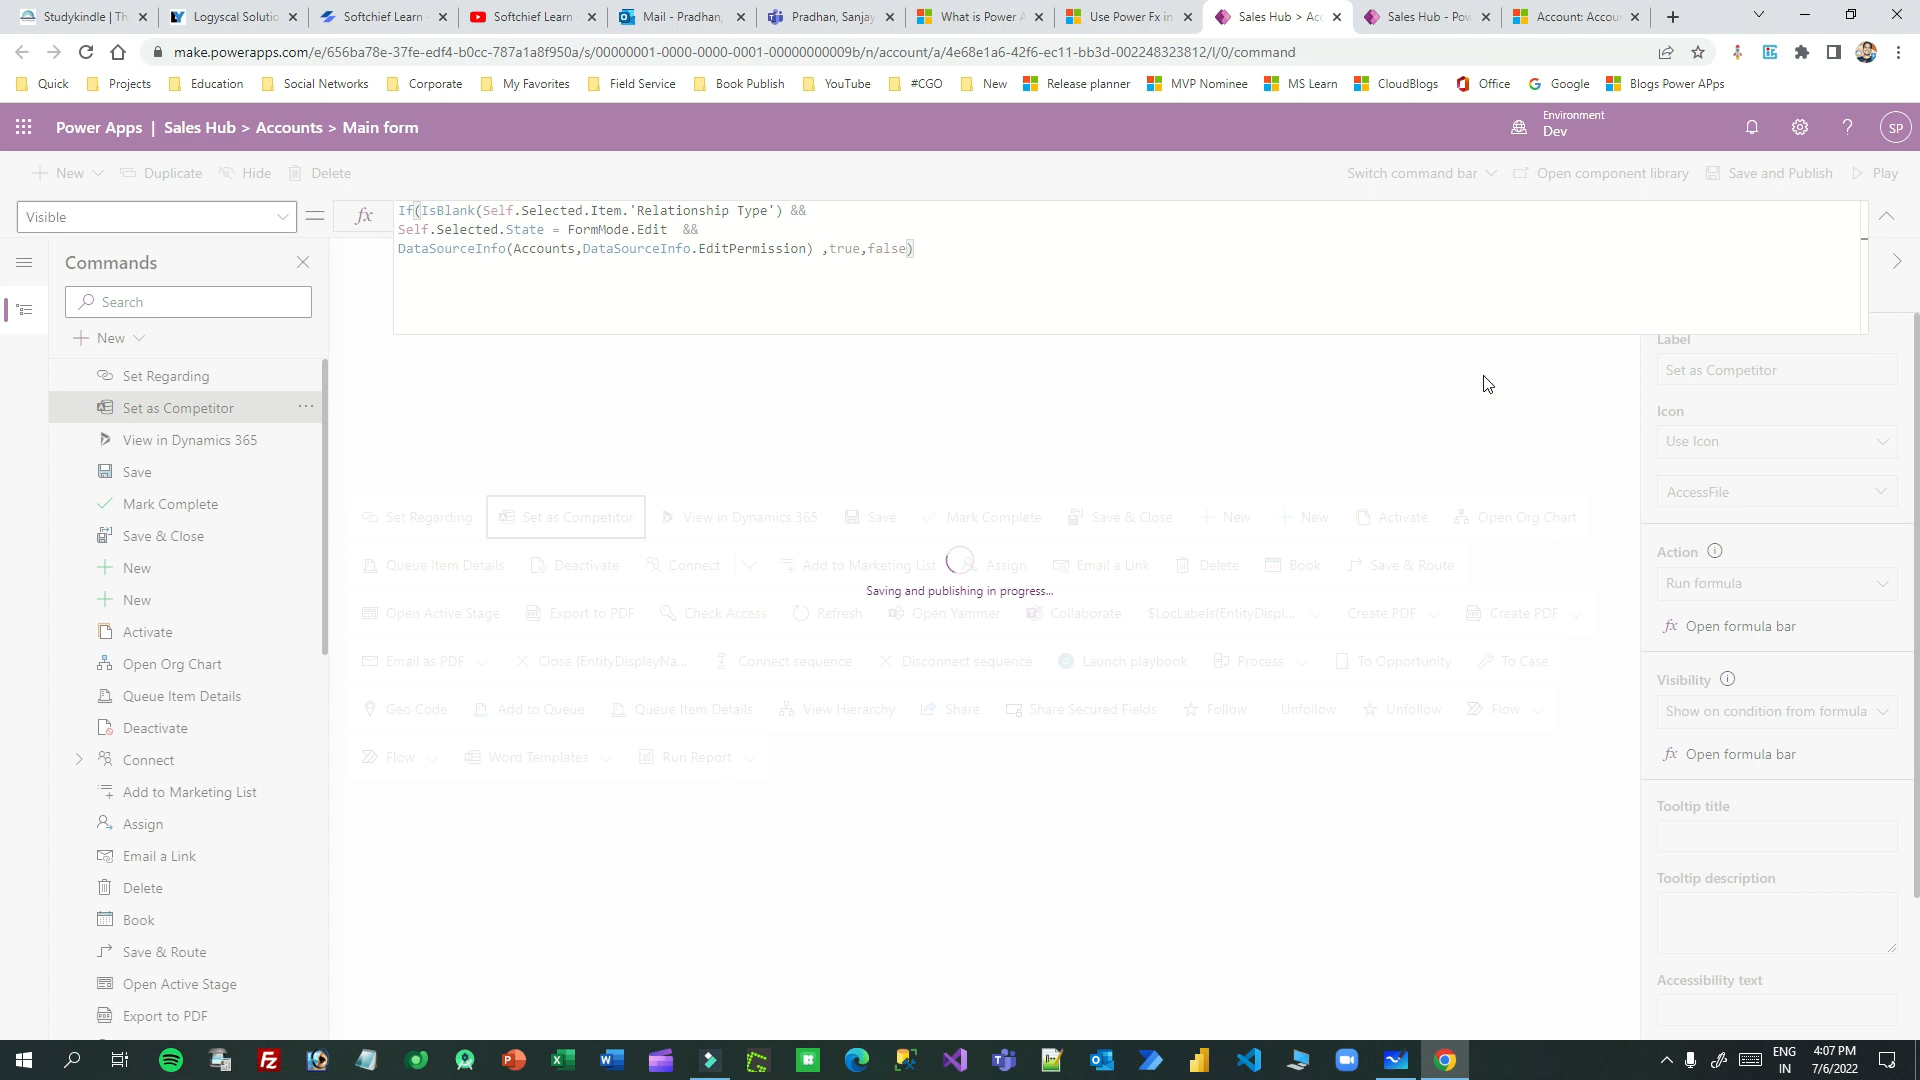 Studykindle | Th
Logyscal Solutio
Softchief Learn -
Softchief Learn
Mail - Pradhan,
Pradhan, Sanjay
What is Power A
Use Power Fx in
Sales Hub > Acc
Sales Hub - Pow
Account: Accou
make.powerapps.com/e/656ba78e-37fe-edf4-b0cc-787a1a8f950a/s/00000001-0000-0000-0001-00000000009b/n/account/a/4e68e1a6-42f6-ec11-bb3d-002248323812/l/0/command
Quick
Projects
Education
Social Networks
Corporate
My Favorites
Field Service
Book Publish
YouTube
#CGO
New
Release planner
MVP Nominee
MS Learn
CloudBlogs
Office
Google
Blogs Power APps
Power Apps | Sales Hub > Accounts > Main form
Environment
Dev
SP
New
Duplicate
Hide
Delete
Switch command bar
Open component library
Save and Publish
Play
Visible
fx
If(IsBlank(Self.Selected.Item.'Relationship Type') &&
Self.Selected.State = FormMode.Edit &&
DataSourceInfo(Accounts,DataSourceInfo.EditPermission) ,true,false)
Commands
Search
New
Set Regarding
Set as Competitor
View in Dynamics 365
Save
Mark Complete
Save & Close
New
New
Activate
Open Org Chart
Queue Item Details
Deactivate
Connect
Add to Marketing List
Assign
Email a Link
Delete
Book
Save & Route
Open Active Stage
Export to PDF
Set Regarding
Set as Competitor
View in Dynamics 365
Save
Mark Complete
Save & Close
New
New
Activate
Open Org Chart
Queue Item Details
Deactivate
Connect
Add to Marketing List
Assign
Email a Link
Delete
Book
Save & Route
Saving and publishing in progress...
Open Active Stage
Export to PDF
Check Access
Refresh
Open Yammer
Collaborate
$LocLabels(EntityDispl...
Create PDF
Create PDF
Email as PDF
Close {EntityDisplayNa...
Connect sequence
Disconnect sequence
Launch playbook
Process
To Opportunity
To Case
Geo Code
Add to Queue
Queue Item Details
View Hierarchy
Share
Share Secured Fields
Follow
Unfollow
Unfollow
Flow
Flow
Word Templates
Run Report
Label
Set as Competitor
Icon
Use Icon
AccessFile
Action
Run formula
fx Open formula bar
Visibility
Show on condition from formula
fx Open formula bar
Tooltip title
Tooltip description
Accessibility text
ENG
IN
4:07 PM
7/6/2022